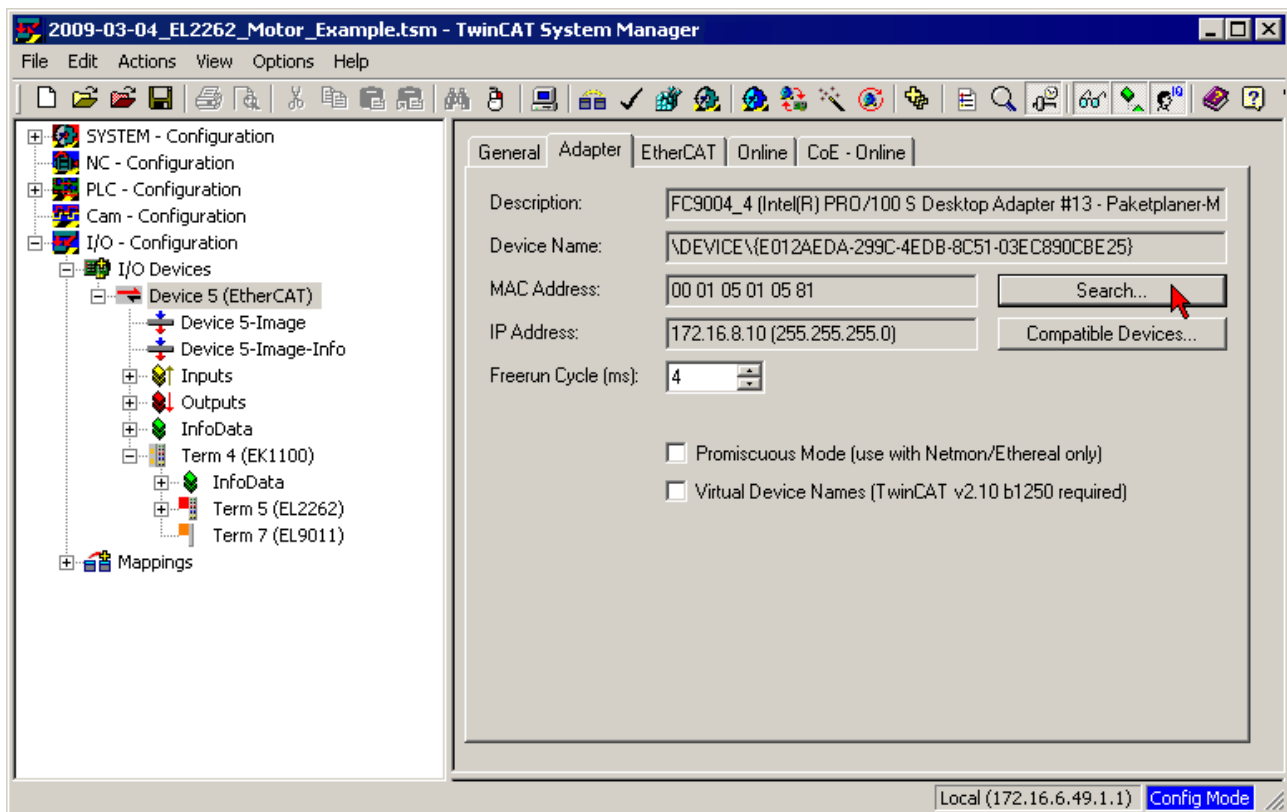 2009-03-04_EL2262_Motor_Example.tsm - TwinCAT System Manager
File Edit Actions View Options Help
SYSTEM - Configuration
NC - Configuration
PLC - Configuration
Cam - Configuration
I/O - Configuration
I/O Devices
Device 5 (EtherCAT)
Device 5-Image
Device 5-Image-Info
Inputs
Outputs
InfoData
Term 4 (EK1100)
InfoData
Term 5 (EL2262)
Term 7 (EL9011)
Mappings
General Adapter EtherCAT Online CoE - Online
Description: FC9004_4 (Intel(R) PRO/100 S Desktop Adapter #13 - Paketplaner-M
Device Name: \DEVICE\{E012AEDA-299C-4EDB-8C51-03EC890CBE25}
MAC Address: 00 01 05 01 05 81 Search...
IP Address: 172.16.8.10 (255.255.255.0) Compatible Devices...
Freerun Cycle (ms): 4
Promiscuous Mode (use with Netmon/Ethereal only)
Virtual Device Names (TwinCAT v2.10 b1250 required)
Local (172.16.6.49.1.1) Config Mode